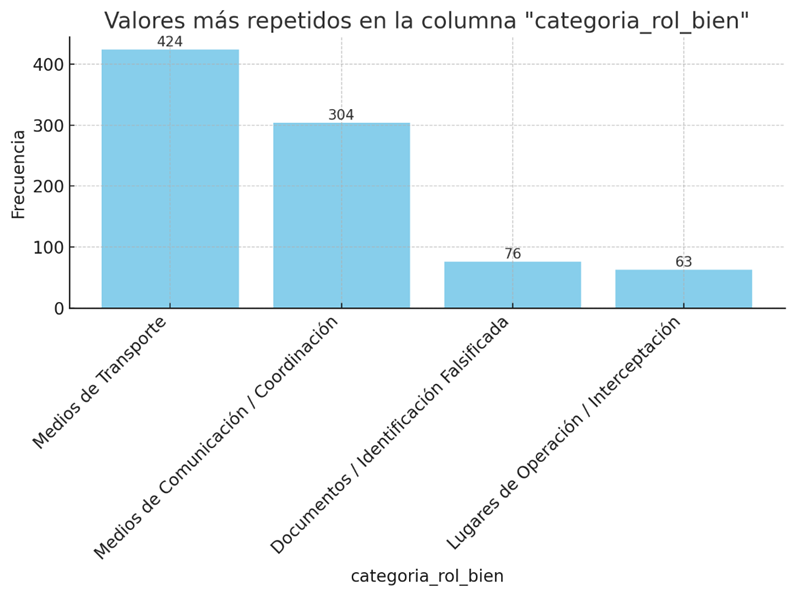 Valores más repetidos en la columna "categoria_rol_bien"
Frecuencia
400
300
200
100
0
424
304
76
63
Medios de Transporte
Medios de Comunicación / Coordinación
Documentos / Identificación Falsificada
Lugares de Operación / Interceptación
categoria_rol_bien